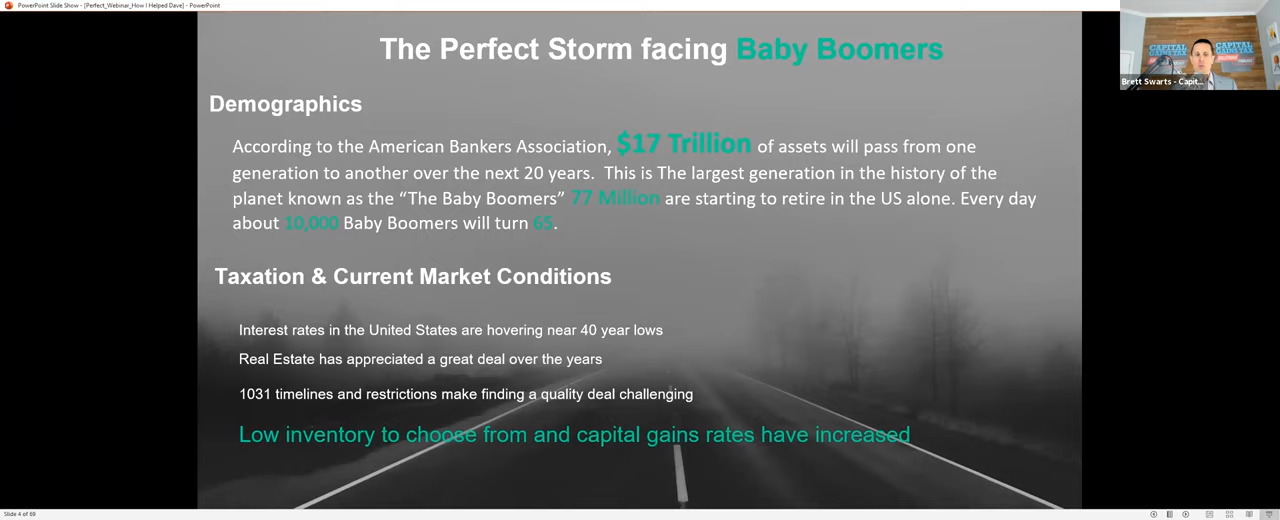 PowerPoint Slide Show - [Perfect_Webinar_How I Helped Dave] - PowerPoint
The Perfect Storm facing Baby Boomers
CAPITAL
CAPITAL
GAINS TAX
GAINS TAX
Brett Swarts - Capit...
Demographics
According to the American Bankers Association, $17 Trillion of assets will pass from one
generation to another over the next 20 years. This is The largest generation in the history of the
planet known as the “The Baby Boomers” 77 Million are starting to retire in the US alone. Every day
about 10,000 Baby Boomers will turn 65.
Taxation & Current Market Conditions
Interest rates in the United States are hovering near 40 year lows
Real Estate has appreciated a great deal over the years
1031 timelines and restrictions make finding a quality deal challenging
Low inventory to choose from and capital gains rates have increased
Slide 4 of 69